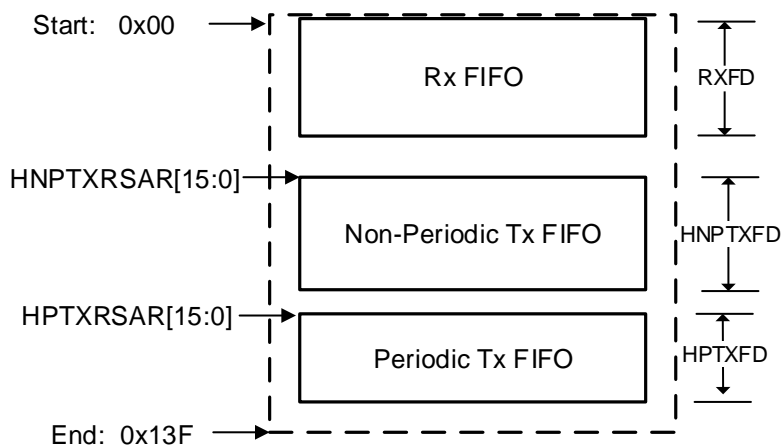 Start: 0x00
Rx FIFO
RXFD
HNPTXRSAR[15:0]
Non-Periodic Tx FIFO
HNPTXFD
HPTXRSAR[15:0]
Periodic Tx FIFO
HPTXFD
End: 0x13F